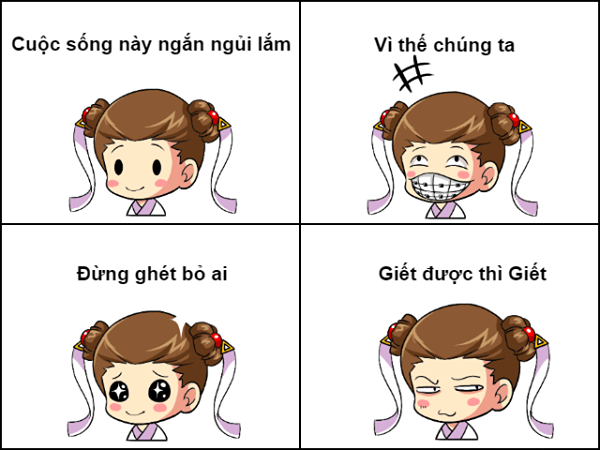 Cuộc sống này ngắn ngủi lắm
Vì thế chúng ta
Đừng ghét bỏ ai
Giết được thì Giết